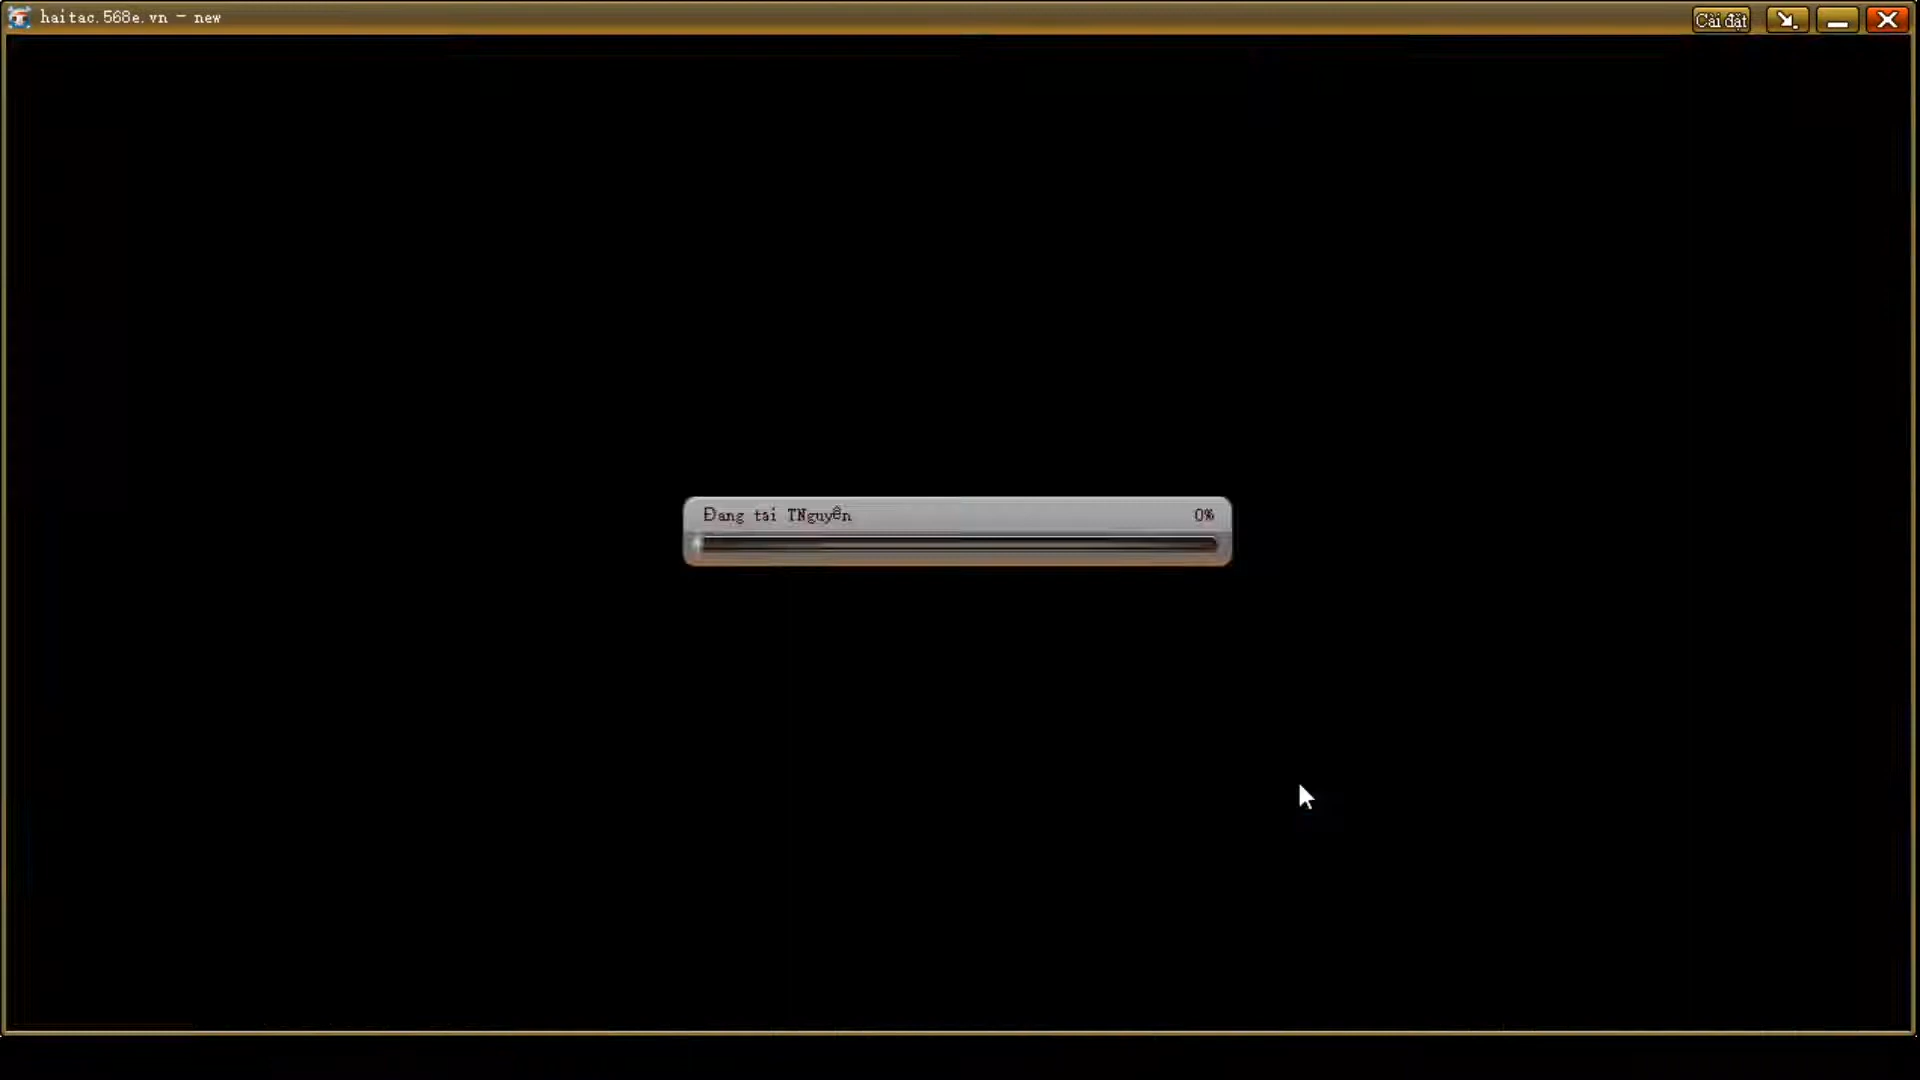 haitac.568e.vn - new
Cài đặt
Đang tải TNguyên
0%